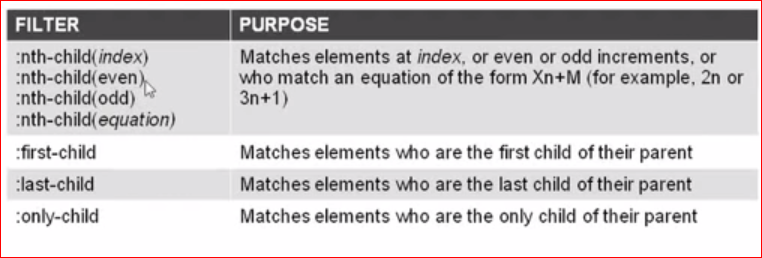 FILTER PURPOSE
:nth-child(index) Matches elements at index, or even or odd increments, or
:nth-child(even) who match an equation of the form Xn+M (for example, 2n or
:nth-child(odd) 3n+1)
:nth-child(equation)
:first-child Matches elements who are the first child of their parent
:last-child Matches elements who are the last child of their parent
:only-child Matches elements who are the only child of their parent